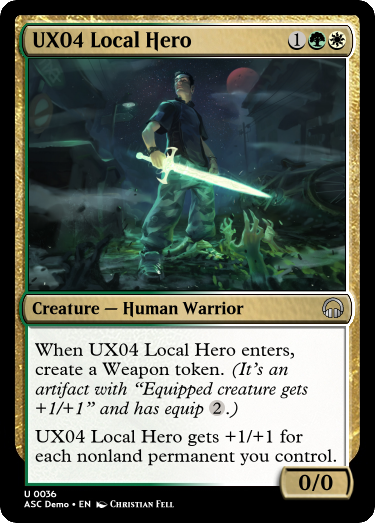 UX04 Local Hero 1
Creature — Human Warrior
When UX04 Local Hero enters,
create a Weapon token. (It's an
artifact with “Equipped creature gets
+1/+1” and has equip 2.)
UX04 Local Hero gets +1/+1 for
each nonland permanent you control.
0/0
U 0036
ASC Demo • EN Christian Fell